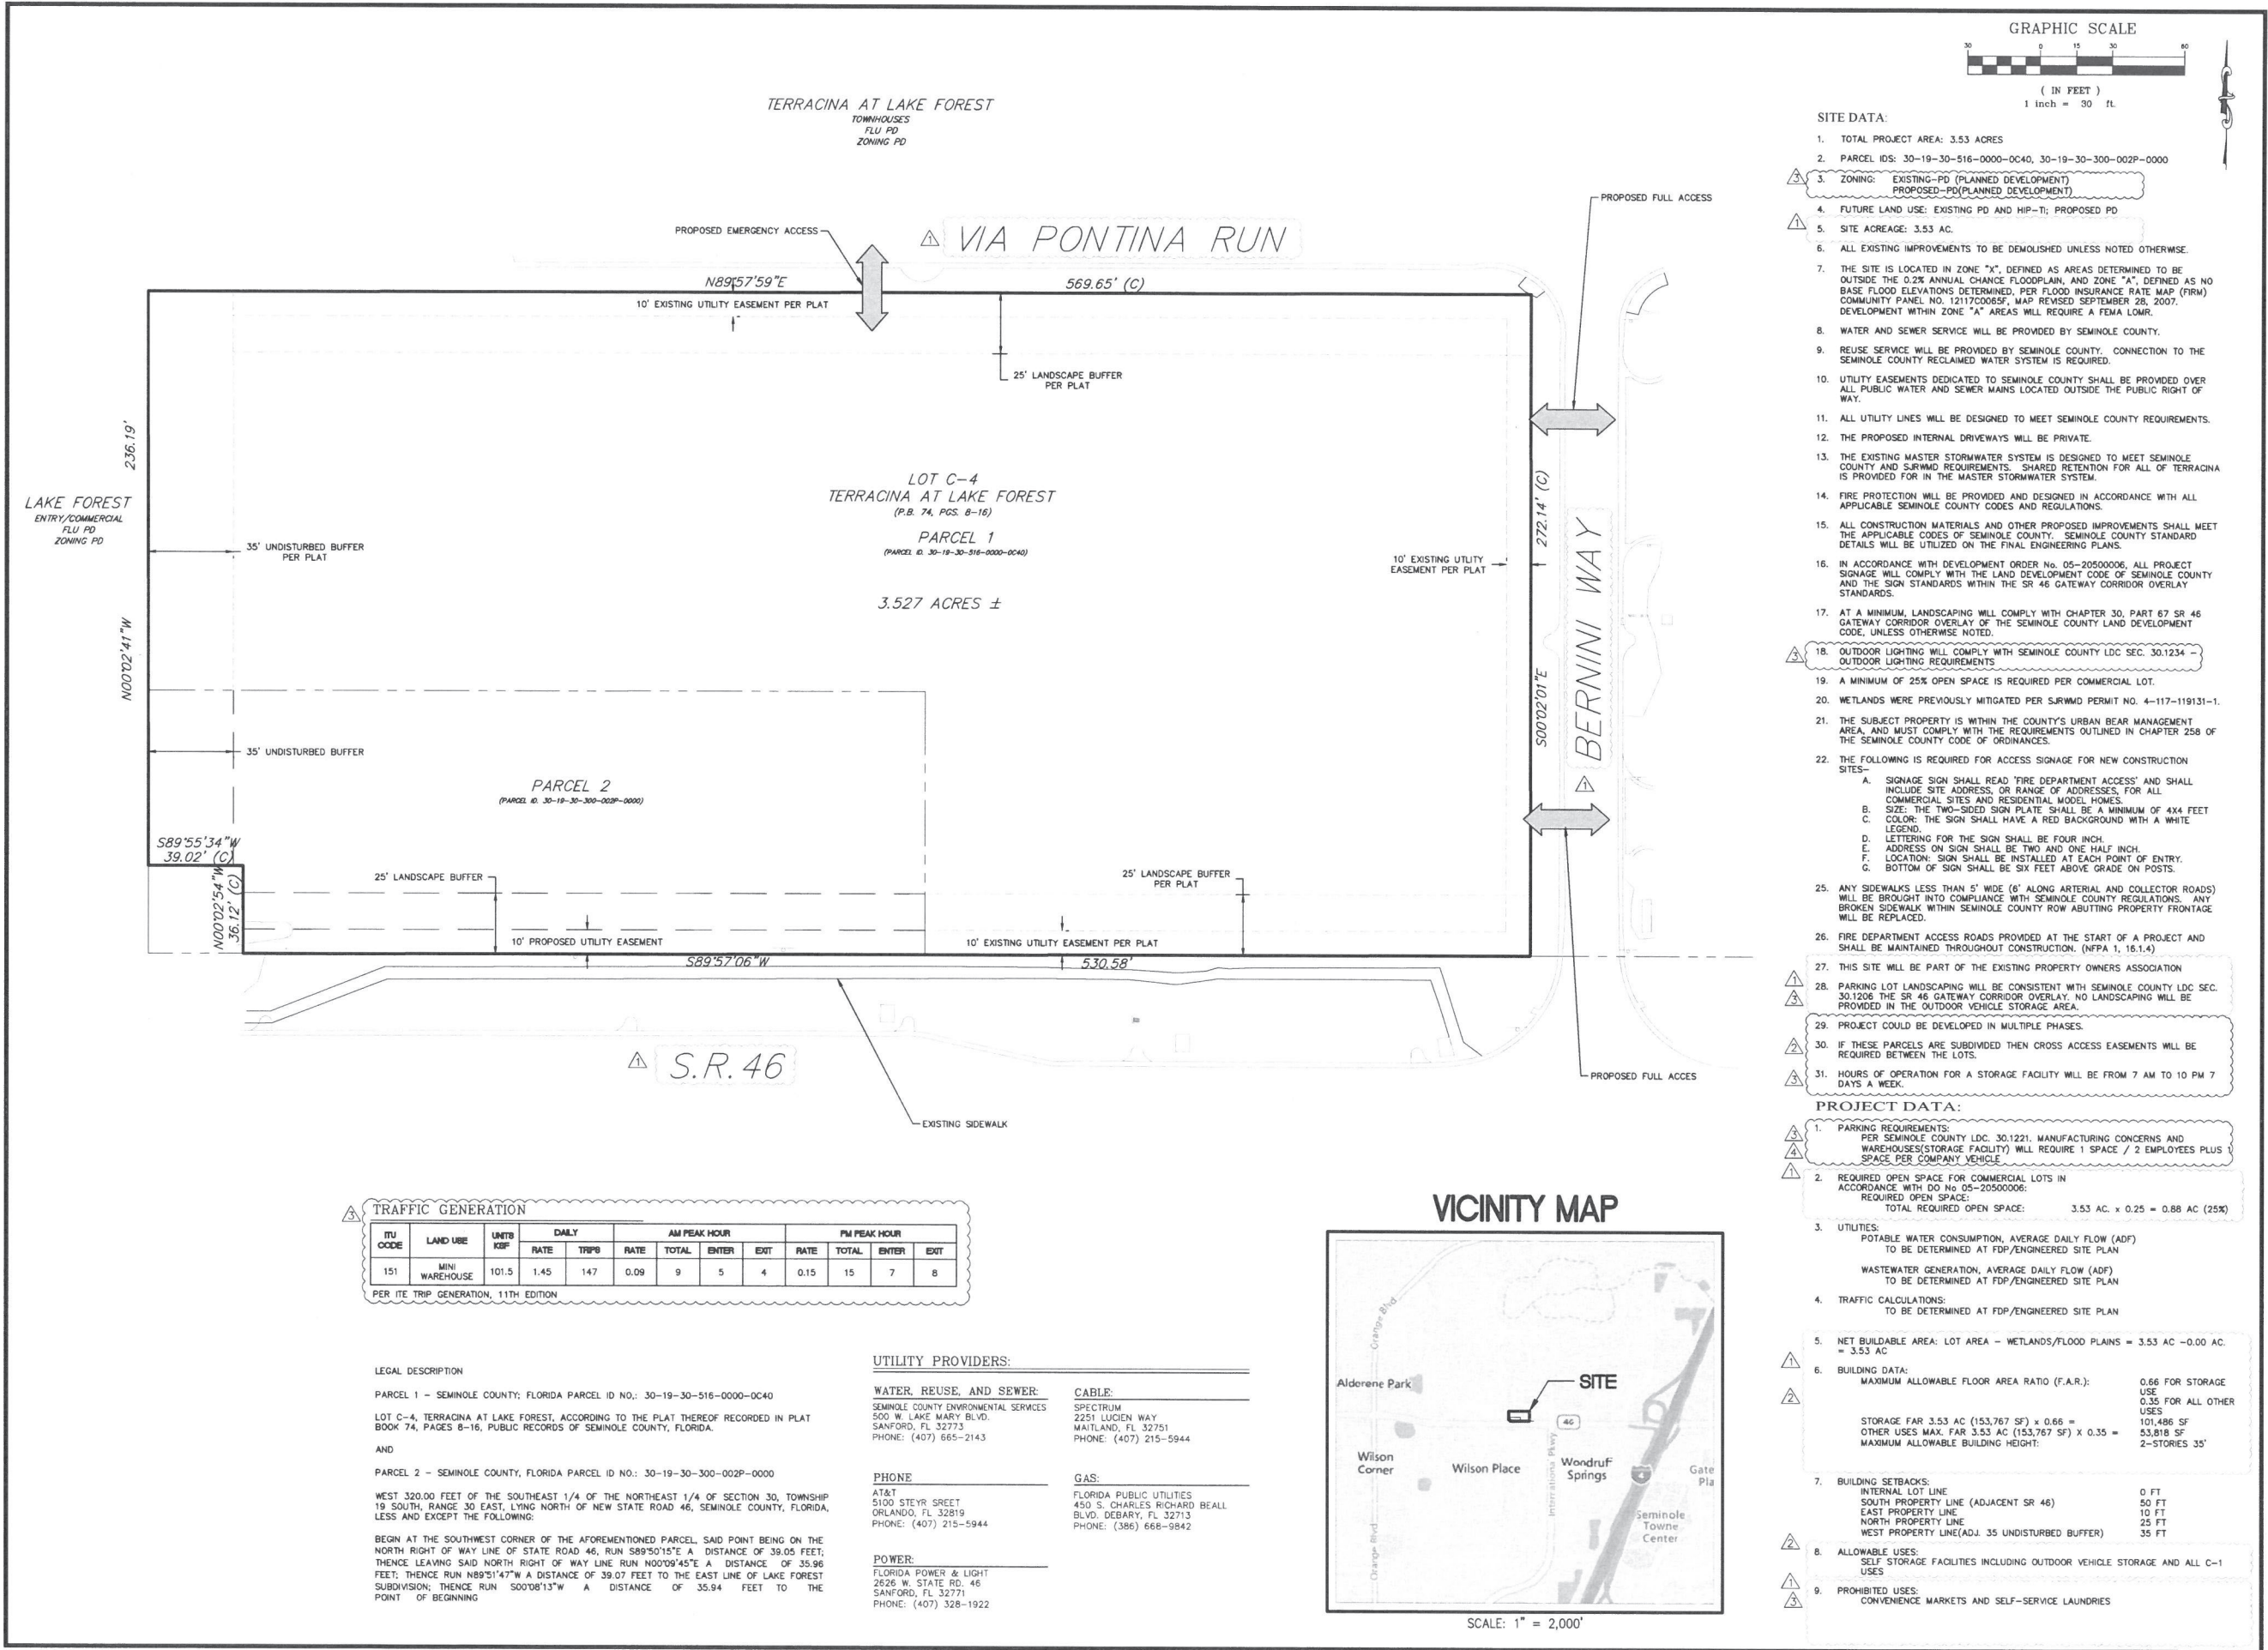 GRAPHIC SCALE
30 0 15 30 60
( IN FEET )
1 inch = 30 ft.
TERRACINA AT LAKE FOREST
TOWNHOUSES
FLU PD
ZONING PD
PROPOSED EMERGENCY ACCESS
1 VIA PONTINA RUN
PROPOSED FULL ACCESS
N89°57'59"E
569.65' (C)
10' EXISTING UTILITY EASEMENT PER PLAT
25' LANDSCAPE BUFFER
PER PLAT
236.19'
LAKE FOREST
ENTRY/COMMERCIAL
FLU PD
ZONING PD
35' UNDISTURBED BUFFER
PER PLAT
LOT C-4
TERRACINA AT LAKE FOREST
(P.B. 74, PGS. 8-16)
PARCEL 1
(PARCEL ID. 30-19-30-516-0000-0C40)
3.527 ACRES ±
10' EXISTING UTLITY
EASEMENT PER PLAT
272.14' (C)
S00°02'01"E
1 BERNINI WAY
N00°02'41"W
35' UNDISTURBED BUFFER
PARCEL 2
(PARCEL ID. 30-19-30-300-002P-0000)
S89°55'34"W
39.02' (C)
N00°02'54"W
36.12' (C)
25' LANDSCAPE BUFFER
25' LANDSCAPE BUFFER
PER PLAT
10' PROPOSED UTILITY EASEMENT
10' EXISTING UTILITY EASEMENT PER PLAT
S89°57'06"W
530.58'
1 S.R. 46
PROPOSED FULL ACCES
EXISTING SIDEWALK
SITE DATA:
1. TOTAL PROJECT AREA: 3.53 ACRES
2. PARCEL IDS: 30-19-30-516-0000-0C40, 30-19-30-300-002P-0000
3 3. ZONING: EXISTING-PD (PLANNED DEVELOPMENT)
PROPOSED-PD(PLANNED DEVELOPMENT)
4. FUTURE LAND USE: EXISTING PD AND HIP-TI; PROPOSED PD
1 5. SITE ACREAGE: 3.53 AC.
6. ALL EXISTING IMPROVEMENTS TO BE DEMOLISHED UNLESS NOTED OTHERWISE.
7. THE SITE IS LOCATED IN ZONE "X", DEFINED AS AREAS DETERMINED TO BE
OUTSIDE THE 0.2% ANNUAL CHANCE FLOODPLAIN, AND ZONE "A", DEFINED AS NO
BASE FLOOD ELEVATIONS DETERMINED, PER FLOOD INSURANCE RATE MAP (FIRM)
COMMUNITY PANEL NO. 12117C0065F, MAP REVISED SEPTEMBER 28, 2007.
DEVELOPMENT WITHIN ZONE "A" AREAS WILL REQUIRE A FEMA LOMR.
8. WATER AND SEWER SERVICE WILL BE PROVIDED BY SEMINOLE COUNTY.
9. REUSE SERVICE WILL BE PROVIDED BY SEMINOLE COUNTY. CONNECTION TO THE
SEMINOLE COUNTY RECLAIMED WATER SYSTEM IS REQUIRED.
10. UTILITY EASEMENTS DEDICATED TO SEMINOLE COUNTY SHALL BE PROVIDED OVER
ALL PUBLIC WATER AND SEWER MAINS LOCATED OUTSIDE THE PUBLIC RIGHT OF
WAY.
11. ALL UTILITY LINES WILL BE DESIGNED TO MEET SEMINOLE COUNTY REQUIREMENTS.
12. THE PROPOSED INTERNAL DRIVEWAYS WILL BE PRIVATE.
13. THE EXISTING MASTER STORMWATER SYSTEM IS DESIGNED TO MEET SEMINOLE
COUNTY AND SJRWMD REQUIREMENTS. SHARED RETENTION FOR ALL OF TERRACINA
IS PROVIDED FOR IN THE MASTER STORMWATER SYSTEM.
14. FIRE PROTECTION WILL BE PROVIDED AND DESIGNED IN ACCORDANCE WITH ALL
APPLICABLE SEMINOLE COUNTY CODES AND REGULATIONS.
15. ALL CONSTRUCTION MATERIALS AND OTHER PROPOSED IMPROVEMENTS SHALL MEET
THE APPLICABLE CODES OF SEMINOLE COUNTY. SEMINOLE COUNTY STANDARD
DETAILS WILL BE UTILIZED ON THE FINAL ENGINEERING PLANS.
16. IN ACCORDANCE WITH DEVELOPMENT ORDER No. 05-20500006, ALL PROJECT
SIGNAGE WILL COMPLY WITH THE LAND DEVELOPMENT CODE OF SEMINOLE COUNTY
AND THE SIGN STANDARDS WITHIN THE SR 46 GATEWAY CORRIDOR OVERLAY
STANDARDS.
17. AT A MINIMUM, LANDSCAPING WILL COMPLY WITH CHAPTER 30, PART 67 SR 46
GATEWAY CORRIDOR OVERLAY OF THE SEMINOLE COUNTY LAND DEVELOPMENT
CODE, UNLESS OTHERWISE NOTED.
3 18. OUTDOOR LIGHTING WILL COMPLY WITH SEMINOLE COUNTY LDC SEC. 30.1234 -
OUTDOOR LIGHTING REQUIREMENTS
19. A MINIMUM OF 25% OPEN SPACE IS REQUIRED PER COMMERCIAL LOT.
20. WETLANDS WERE PREVIOUSLY MITIGATED PER SJRWMD PERMIT NO. 4-117-119131-1.
21. THE SUBJECT PROPERTY IS WITHIN THE COUNTY'S URBAN BEAR MANAGEMENT
AREA, AND MUST COMPLY WITH THE REQUIREMENTS OUTLINED IN CHAPTER 258 OF
THE SEMINOLE COUNTY CODE OF ORDINANCES.
22. THE FOLLOWING IS REQUIRED FOR ACCESS SIGNAGE FOR NEW CONSTRUCTION
SITES-
A. SIGNAGE SIGN SHALL READ 'FIRE DEPARTMENT ACCESS' AND SHALL
INCLUDE SITE ADDRESS, OR RANGE OF ADDRESSES, FOR ALL
COMMERCIAL SITES AND RESIDENTIAL MODEL HOMES.
B. SIZE: THE TWO-SIDED SIGN PLATE SHALL BE A MINIMUM OF 4X4 FEET
C. COLOR: THE SIGN SHALL HAVE A RED BACKGROUND WITH A WHITE
LEGEND.
D. LETTERING FOR THE SIGN SHALL BE FOUR INCH.
E. ADDRESS ON SIGN SHALL BE TWO AND ONE HALF INCH.
F. LOCATION: SIGN SHALL BE INSTALLED AT EACH POINT OF ENTRY.
G. BOTTOM OF SIGN SHALL BE SIX FEET ABOVE GRADE ON POSTS.
25. ANY SIDEWALKS LESS THAN 5' WIDE (6' ALONG ARTERIAL AND COLLECTOR ROADS)
WILL BE BROUGHT INTO COMPLIANCE WITH SEMINOLE COUNTY REGULATIONS. ANY
BROKEN SIDEWALK WITHIN SEMINOLE COUNTY ROW ABUTTING PROPERTY FRONTAGE
WILL BE REPLACED.
26. FIRE DEPARTMENT ACCESS ROADS PROVIDED AT THE START OF A PROJECT AND
SHALL BE MAINTAINED THROUGHOUT CONSTRUCTION. (NFPA 1, 16.1.4)
1 27. THIS SITE WILL BE PART OF THE EXISTING PROPERTY OWNERS ASSOCIATION
3 28. PARKING LOT LANDSCAPING WILL BE CONSISTENT WITH SEMINOLE COUNTY LDC SEC.
30.1206 THE SR 46 GATEWAY CORRIDOR OVERLAY. NO LANDSCAPING WILL BE
PROVIDED IN THE OUTDOOR VEHICLE STORAGE AREA.
29. PROJECT COULD BE DEVELOPED IN MULTIPLE PHASES.
2 30. IF THESE PARCELS ARE SUBDIVIDED THEN CROSS ACCESS EASEMENTS WILL BE
REQUIRED BETWEEN THE LOTS.
3 31. HOURS OF OPERATION FOR A STORAGE FACILITY WILL BE FROM 7 AM TO 10 PM 7
DAYS A WEEK.
PROJECT DATA:
3 1. PARKING REQUIREMENTS:
PER SEMINOLE COUNTY LDC. 30.1221. MANUFACTURING CONCERNS AND
4 WAREHOUSES(STORAGE FACILITY) WILL REQUIRE 1 SPACE / 2 EMPLOYEES PLUS 1
SPACE PER COMPANY VEHICLE
1 2. REQUIRED OPEN SPACE FOR COMMERCIAL LOTS IN
ACCORDANCE WITH DO No 05-20500006:
REQUIRED OPEN SPACE:
TOTAL REQUIRED OPEN SPACE: 3.53 AC. x 0.25 = 0.88 AC (25%)
3. UTILITIES:
POTABLE WATER CONSUMPTION, AVERAGE DAILY FLOW (ADF)
TO BE DETERMINED AT FDP/ENGINEERED SITE PLAN
WASTEWATER GENERATION, AVERAGE DAILY FLOW (ADF)
TO BE DETERMINED AT FDP/ENGINEERED SITE PLAN
4. TRAFFIC CALCULATIONS:
TO BE DETERMINED AT FDP/ENGINEERED SITE PLAN
5. NET BUILDABLE AREA: LOT AREA - WETLANDS/FLOOD PLAINS = 3.53 AC -0.00 AC.
= 3.53 AC
1 6. BUILDING DATA:
2 MAXIMUM ALLOWABLE FLOOR AREA RATIO (F.A.R.): 0.66 FOR STORAGE
USE
0.35 FOR ALL OTHER
USES
STORAGE FAR 3.53 AC (153,767 SF) x 0.66 = 101,486 SF
OTHER USES MAX. FAR 3.53 AC (153,767 SF) X 0.35 = 53,818 SF
MAXIMUM ALLOWABLE BUILDING HEIGHT: 2-STORIES 35'
7. BUILDING SETBACKS:
INTERNAL LOT LINE 0 FT
SOUTH PROPERTY LINE (ADJACENT SR 46) 50 FT
EAST PROPERTY LINE 10 FT
NORTH PROPERTY LINE 25 FT
WEST PROPERTY LINE(ADJ. 35 UNDISTURBED BUFFER) 35 FT
2 8. ALLOWABLE USES:
SELF STORAGE FACILITIES INCLUDING OUTDOOR VEHICLE STORAGE AND ALL C-1
USES
1 9. PROHIBITED USES:
3 CONVENIENCE MARKETS AND SELF-SERVICE LAUNDRIES
3 TRAFFIC GENERATION
ITU CODE LAND USE UNITS KSF DAILY AM PEAK HOUR PM PEAK HOUR
RATE TRIPS RATE TOTAL ENTER EXIT RATE TOTAL ENTER EXIT
151 MINI WAREHOUSE 101.5 1.45 147 0.09 9 5 4 0.15 15 7 8
PER ITE TRIP GENERATION, 11TH EDITION
LEGAL DESCRIPTION
PARCEL 1 - SEMINOLE COUNTY; FLORIDA PARCEL ID NO.: 30-19-30-516-0000-0C40
LOT C-4, TERRACINA AT LAKE FOREST, ACCORDING TO THE PLAT THEREOF RECORDED IN PLAT
BOOK 74, PAGES 8-16, PUBLIC RECORDS OF SEMINOLE COUNTY, FLORIDA.
AND
PARCEL 2 - SEMINOLE COUNTY, FLORIDA PARCEL ID NO.: 30-19-30-300-002P-0000
WEST 320.00 FEET OF THE SOUTHEAST 1/4 OF THE NORTHEAST 1/4 OF SECTION 30, TOWNSHIP
19 SOUTH, RANGE 30 EAST, LYING NORTH OF NEW STATE ROAD 46, SEMINOLE COUNTY, FLORIDA,
LESS AND EXCEPT THE FOLLOWING:
BEGIN AT THE SOUTHWEST CORNER OF THE AFOREMENTIONED PARCEL, SAID POINT BEING ON THE
NORTH RIGHT OF WAY LINE OF STATE ROAD 46, RUN S89°50'15"E A DISTANCE OF 39.05 FEET;
THENCE LEAVING SAID NORTH RIGHT OF WAY LINE RUN N00°09'45"E A DISTANCE OF 35.96
FEET; THENCE RUN N89°51'47"W A DISTANCE OF 39.07 FEET TO THE EAST LINE OF LAKE FOREST
SUBDIVISION; THENCE RUN S00°08'13"W A DISTANCE OF 35.94 FEET TO THE
POINT OF BEGINNING
UTILITY PROVIDERS:
WATER, REUSE, AND SEWER:
SEMINOLE COUNTY ENVIRONMENTAL SERVICES
500 W. LAKE MARY BLVD.
SANFORD, FL 32773
PHONE: (407) 665-2143
CABLE:
SPECTRUM
2251 LUCIEN WAY
MAITLAND, FL 32751
PHONE: (407) 215-5944
PHONE
AT&T
5100 STEYR SREET
ORLANDO, FL 32819
PHONE: (407) 215-5944
GAS:
FLORIDA PUBLIC UTILITIES
450 S. CHARLES RICHARD BEALL
BLVD. DEBARY, FL 32713
PHONE: (386) 668-9842
POWER:
FLORIDA POWER & LIGHT
2626 W. STATE RD. 46
SANFORD, FL 32771
PHONE: (407) 328-1922
VICINITY MAP
Orange Blvd
Alderene Park
SITE
46
Wilson
Corner
Wilson Place
Internationa Pkwy
Woodruf
Springs
4
Gate
Pla
Seminole
Towne
Center
Orange Blvd
SCALE: 1" = 2,000'